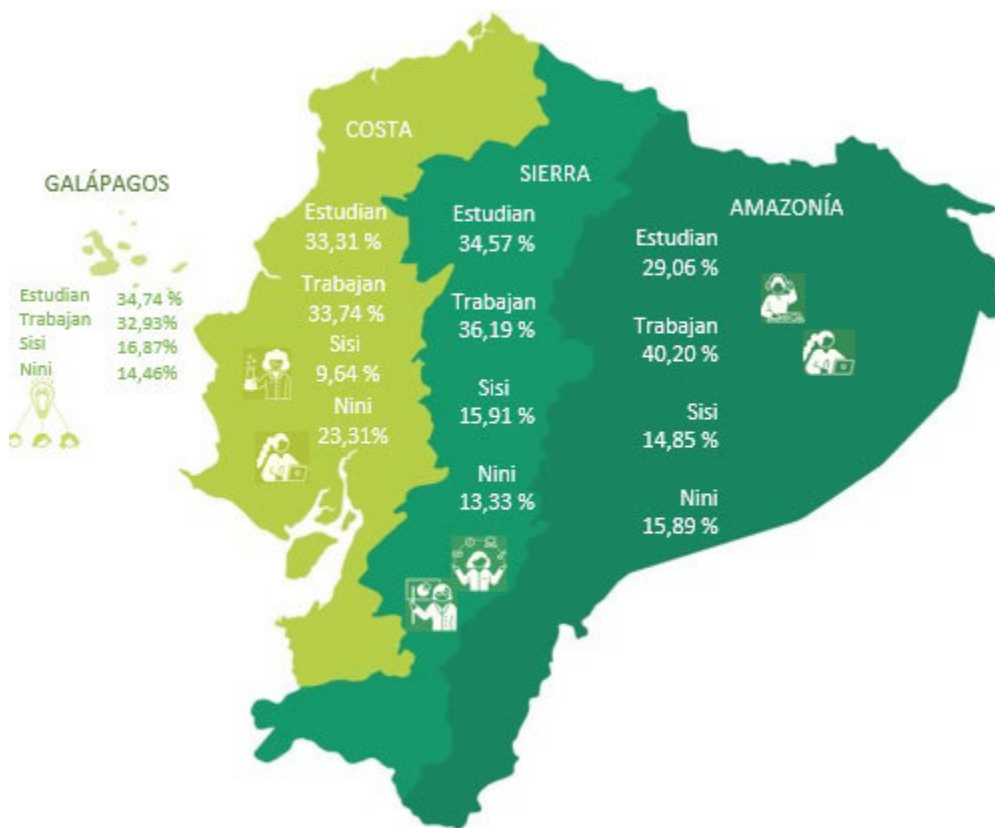 GALÁPAGOS
Estudian 34,74 %
Trabajan 32,93%
Sisi 16,87%
Nini 14,46%
COSTA
Estudian
33,31 %
Trabajan
33,74 %
Sisi
9,64 %
Nini
23,31%
SIERRA
Estudian
34,57 %
Trabajan
36,19 %
Sisi
15,91 %
Nini
13,33 %
AMAZONÍA
Estudian
29,06 %
Trabajan
40,20 %
Sisi
14,85 %
Nini
15,89 %